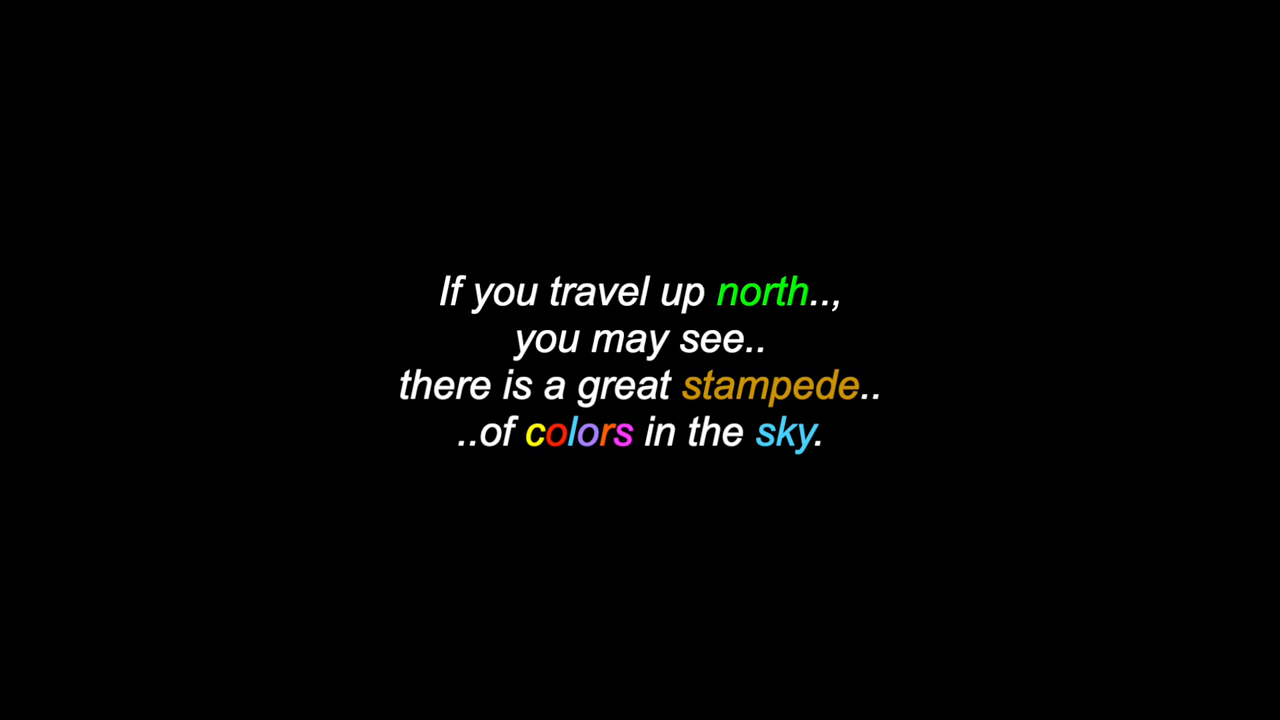 If you travel up north..,
you may see..
there is a great stampede..
..of colors in the sky.